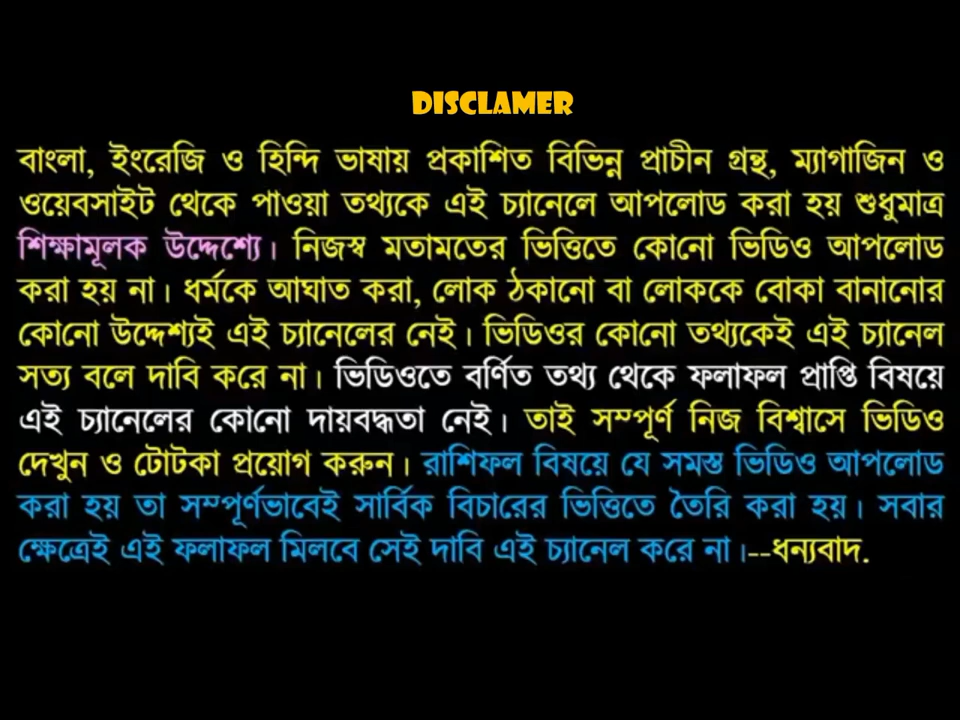 DISCLAMER
বাংলা, ইংরেজি ও হিন্দি ভাষায় প্রকাশিত বিভিন্ন প্রাচীন গ্রন্থ, ম্যাগাজিন ও
ওয়েবসাইট থেকে পাওয়া তথ্যকে এই চ্যানেলে আপলোড করা হয় শুধুমাত্র
শিক্ষামূলক উদ্দেশ্যে। নিজস্ব মতামতের ভিত্তিতে কোনো ভিডিও আপলোড
করা হয় না। ধর্মকে আঘাত করা, লোক ঠকানো বা লোককে বোকা বানানোর
কোনো উদ্দেশ্যই এই চ্যানেলের নেই। ভিডিওর কোনো তথ্যকেই এই চ্যানেল
সত্য বলে দাবি করে না। ভিডিওতে বর্ণিত তথ্য থেকে ফলাফল প্রাপ্তি বিষয়ে
এই চ্যানেলের কোনো দায়বদ্ধতা নেই। তাই সম্পূর্ণ নিজ বিশ্বাসে ভিডিও
দেখুন ও টোটকা প্রয়োগ করুন। রাশিফল বিষয়ে যে সমস্ত ভিডিও আপলোড
করা হয় তা সম্পূর্ণভাবেই সার্বিক বিচারের ভিত্তিতে তৈরি করা হয়। সবার
ক্ষেত্রেই এই ফলাফল মিলবে সেই দাবি এই চ্যানেল করে না।--ধন্যবাদ.